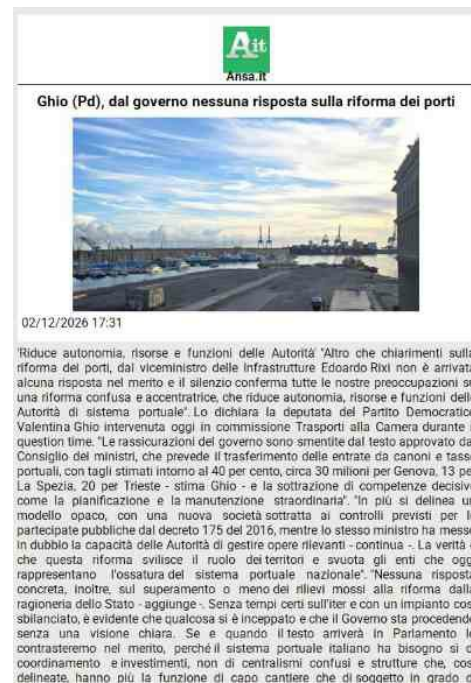 Ait
Ansa.it
Ghio (Pd), dal governo nessuna risposta sulla riforma dei porti
02/12/2026 17:31
'Riduce autonomia, risorse e funzioni delle Autorità' "Altro che chiarimenti sulla
riforma dei porti, dal viceministro delle Infrastrutture Edoardo Rixi non è arrivata
alcuna risposta nel merito e il silenzio conferma tutte le nostre preoccupazioni su
una riforma confusa e accentratrice, che riduce autonomia, risorse e funzioni delle
Autorità di sistema portuale". Lo dichiara la deputata del Partito Democratico
Valentina Ghio intervenuta oggi in commissione Trasporti alla Camera durante i
question time. "Le rassicurazioni del governo sono smentite dal testo approvato dal
Consiglio dei ministri, che prevede il trasferimento delle entrate da canoni e tasse
portuali, con tagli stimati intorno al 40 per cento, circa 30 milioni per Genova, 13 per
La Spezia, 20 per Trieste - stima Ghio - e la sottrazione di competenze decisive
come la pianificazione e la manutenzione straordinaria". "In più si delinea un
modello opaco, con una nuova società sottratta ai controlli previsti per le
partecipate pubbliche dal decreto 175 del 2016, mentre lo stesso ministro ha messo
in dubbio la capacità delle Autorità di gestire opere rilevanti - continua -. La verità è
che questa riforma svilisce il ruolo dei territori e svuota gli enti che oggi
rappresentano l'ossatura del sistema portuale nazionale". "Nessuna risposta
concreta, inoltre, sul superamento o meno dei rilievi mossi alla riforma dalla
ragioneria dello Stato - aggiunge -. Senza tempi certi sull'iter e con un impianto così
sbilanciato, è evidente che qualcosa si è inceppato e che il Governo sta procedendo
senza una visione chiara. Se e quando il testo arriverà in Parlamento lo
contrasteremo nel merito, perché il sistema portuale italiano ha bisogno di
coordinamento e investimenti, non di centralismi confusi e strutture che, così
delineate, hanno più la funzione di capo cantiere che di soggetto in grado di